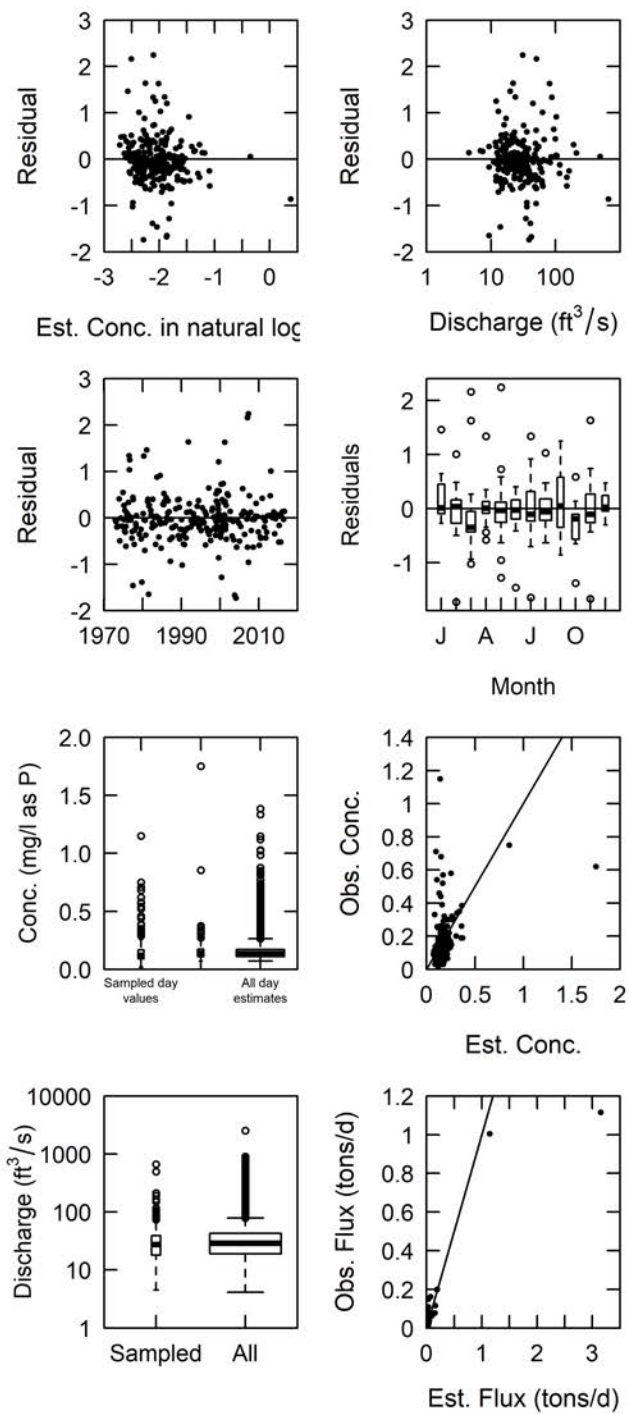 3
2
1
0
-1
-2
Residual
-3 -2 -1 0
Est. Conc. in natural log
3
2
1
0
-1
-2
Residual
1 10 100
Discharge (ft³/s)
3
2
1
0
-1
-2
Residual
1970 1990 2010
2
1
0
-1
Residuals
J A J O
Month
2.0
1.5
1.0
0.5
0.0
Conc. (mg/l as P)
Sampled day
values
All day
estimates
1.4
1.2
1
0.8
0.6
0.4
0.2
0
Obs. Conc.
0 0.5 1 1.5 2
Est. Conc.
10000
1000
100
10
1
Discharge (ft³/s)
Sampled All
1.2
1
0.8
0.6
0.4
0.2
0
Obs. Flux (tons/d)
0 1 2 3
Est. Flux (tons/d)